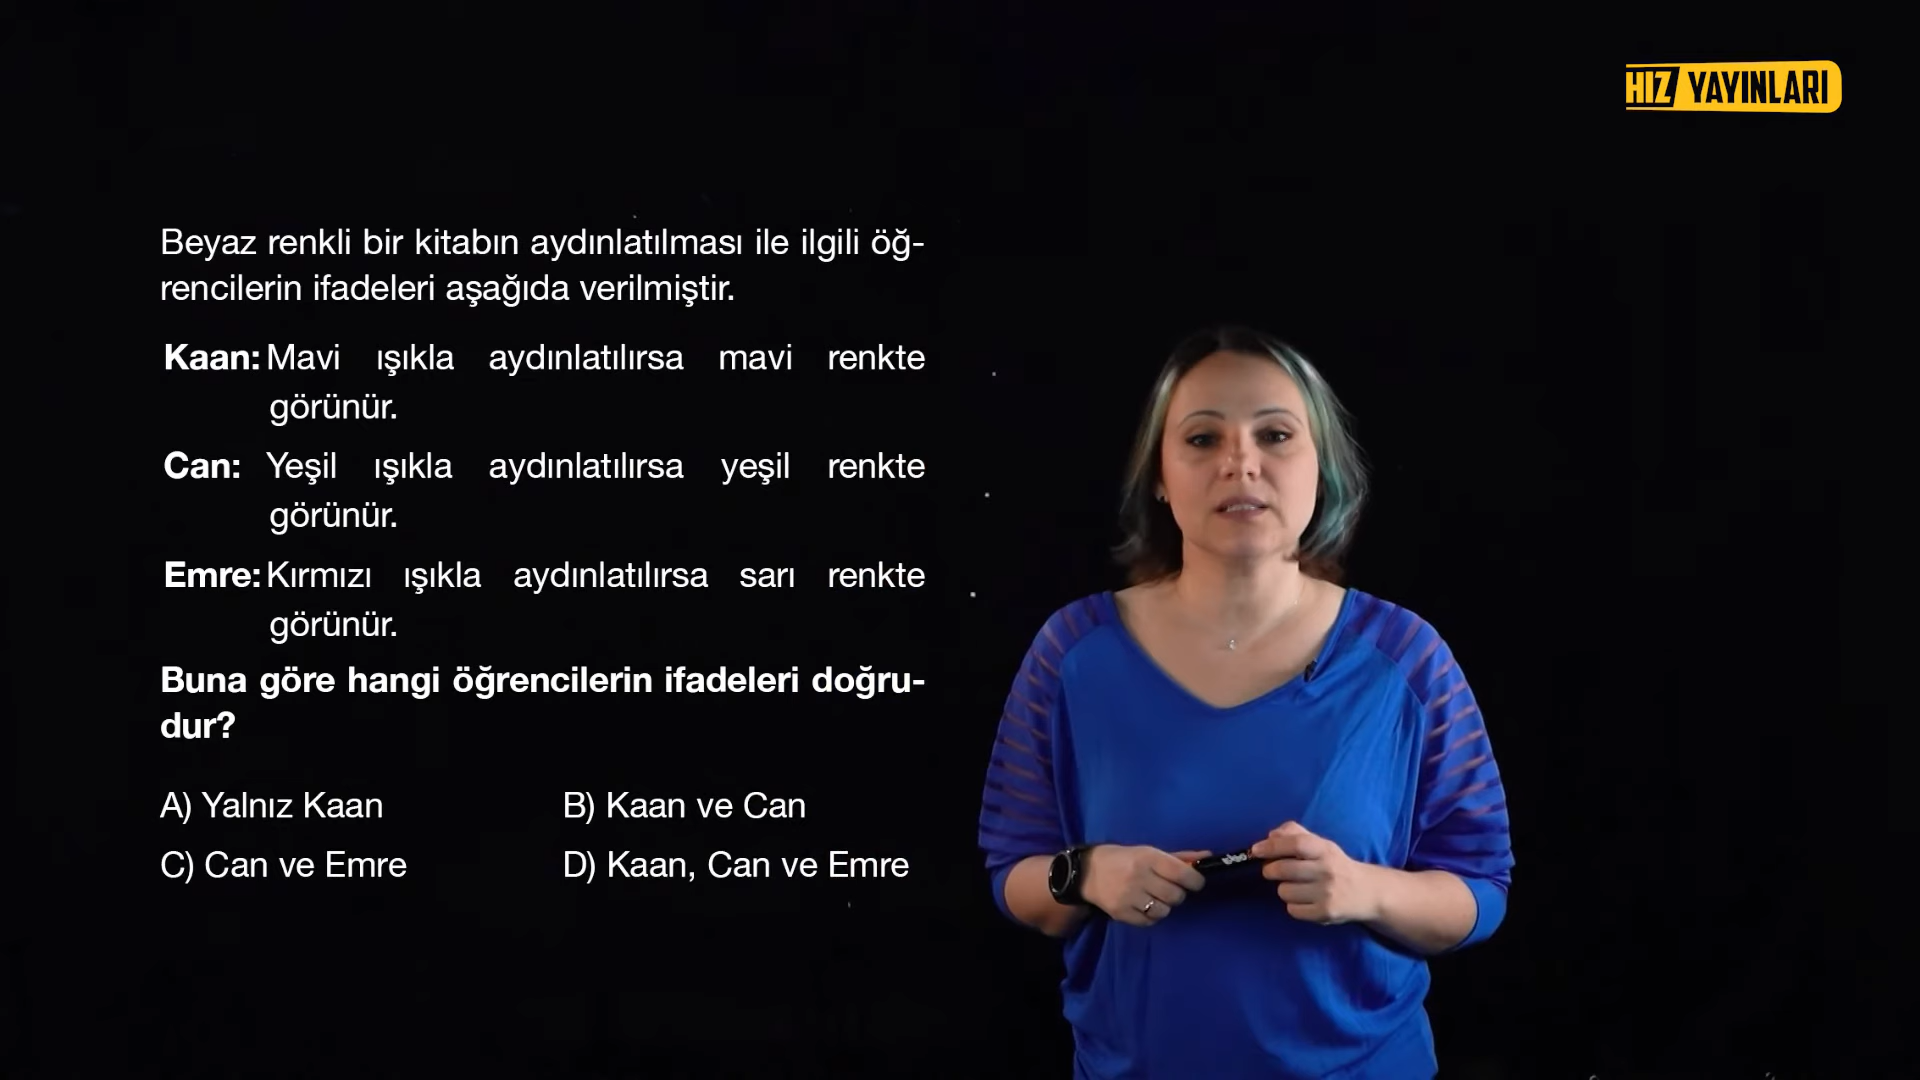 HIZ YAYINLARI
Beyaz renkli bir kitabın aydınlatılması ile ilgili öğ-
rencilerin ifadeleri aşağıda verilmiştir.
Kaan: Mavi ışıkla aydınlatılırsa mavi renkte
görünür.
Can: Yeşil ışıkla aydınlatılırsa yeşil renkte
görünür.
Emre: Kırmızı ışıkla aydınlatılırsa sarı renkte
görünür.
Buna göre hangi öğrencilerin ifadeleri doğru-
dur?
A) Yalnız Kaan B) Kaan ve Can
C) Can ve Emre D) Kaan, Can ve Emre